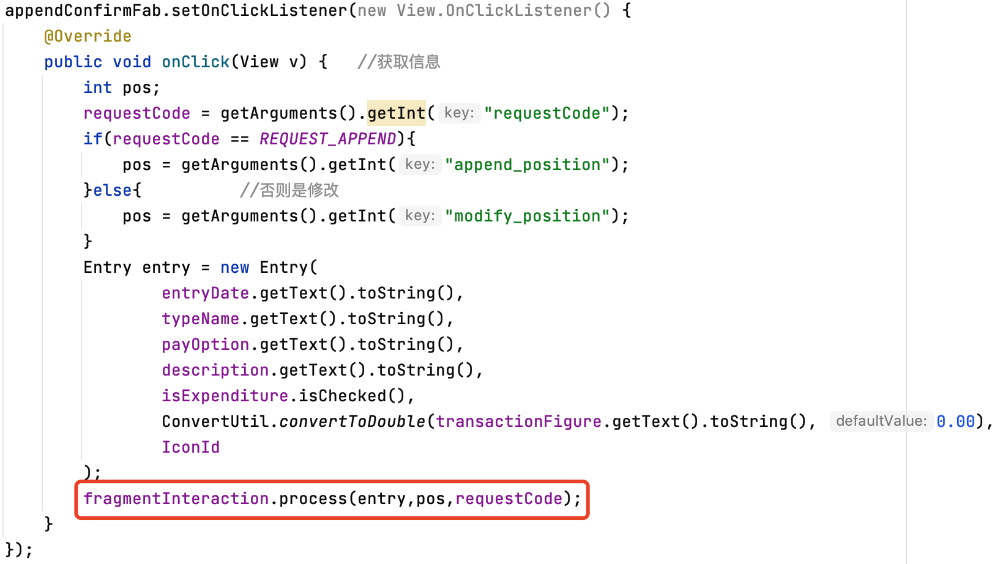 appendConfirmFab.setOnClickListener(new View.OnClickListener() {
@Override
public void onClick(View v) {   //获取信息
int pos;
requestCode = getArguments().getInt( key: "requestCode");
if(requestCode == REQUEST_APPEND){
pos = getArguments().getInt( key: "append_position");
}else{          //否则是修改
pos = getArguments().getInt( key: "modify_position");
}
Entry entry = new Entry(
entryDate.getText().toString(),
typeName.getText().toString(),
payOption.getText().toString(),
description.getText().toString(),
isExpenditure.isChecked(),
ConvertUtil.convertToDouble(transactionFigure.getText().toString(), defaultValue: 0.00),
IconId
);
fragmentInteraction.process(entry,pos,requestCode);
}
});